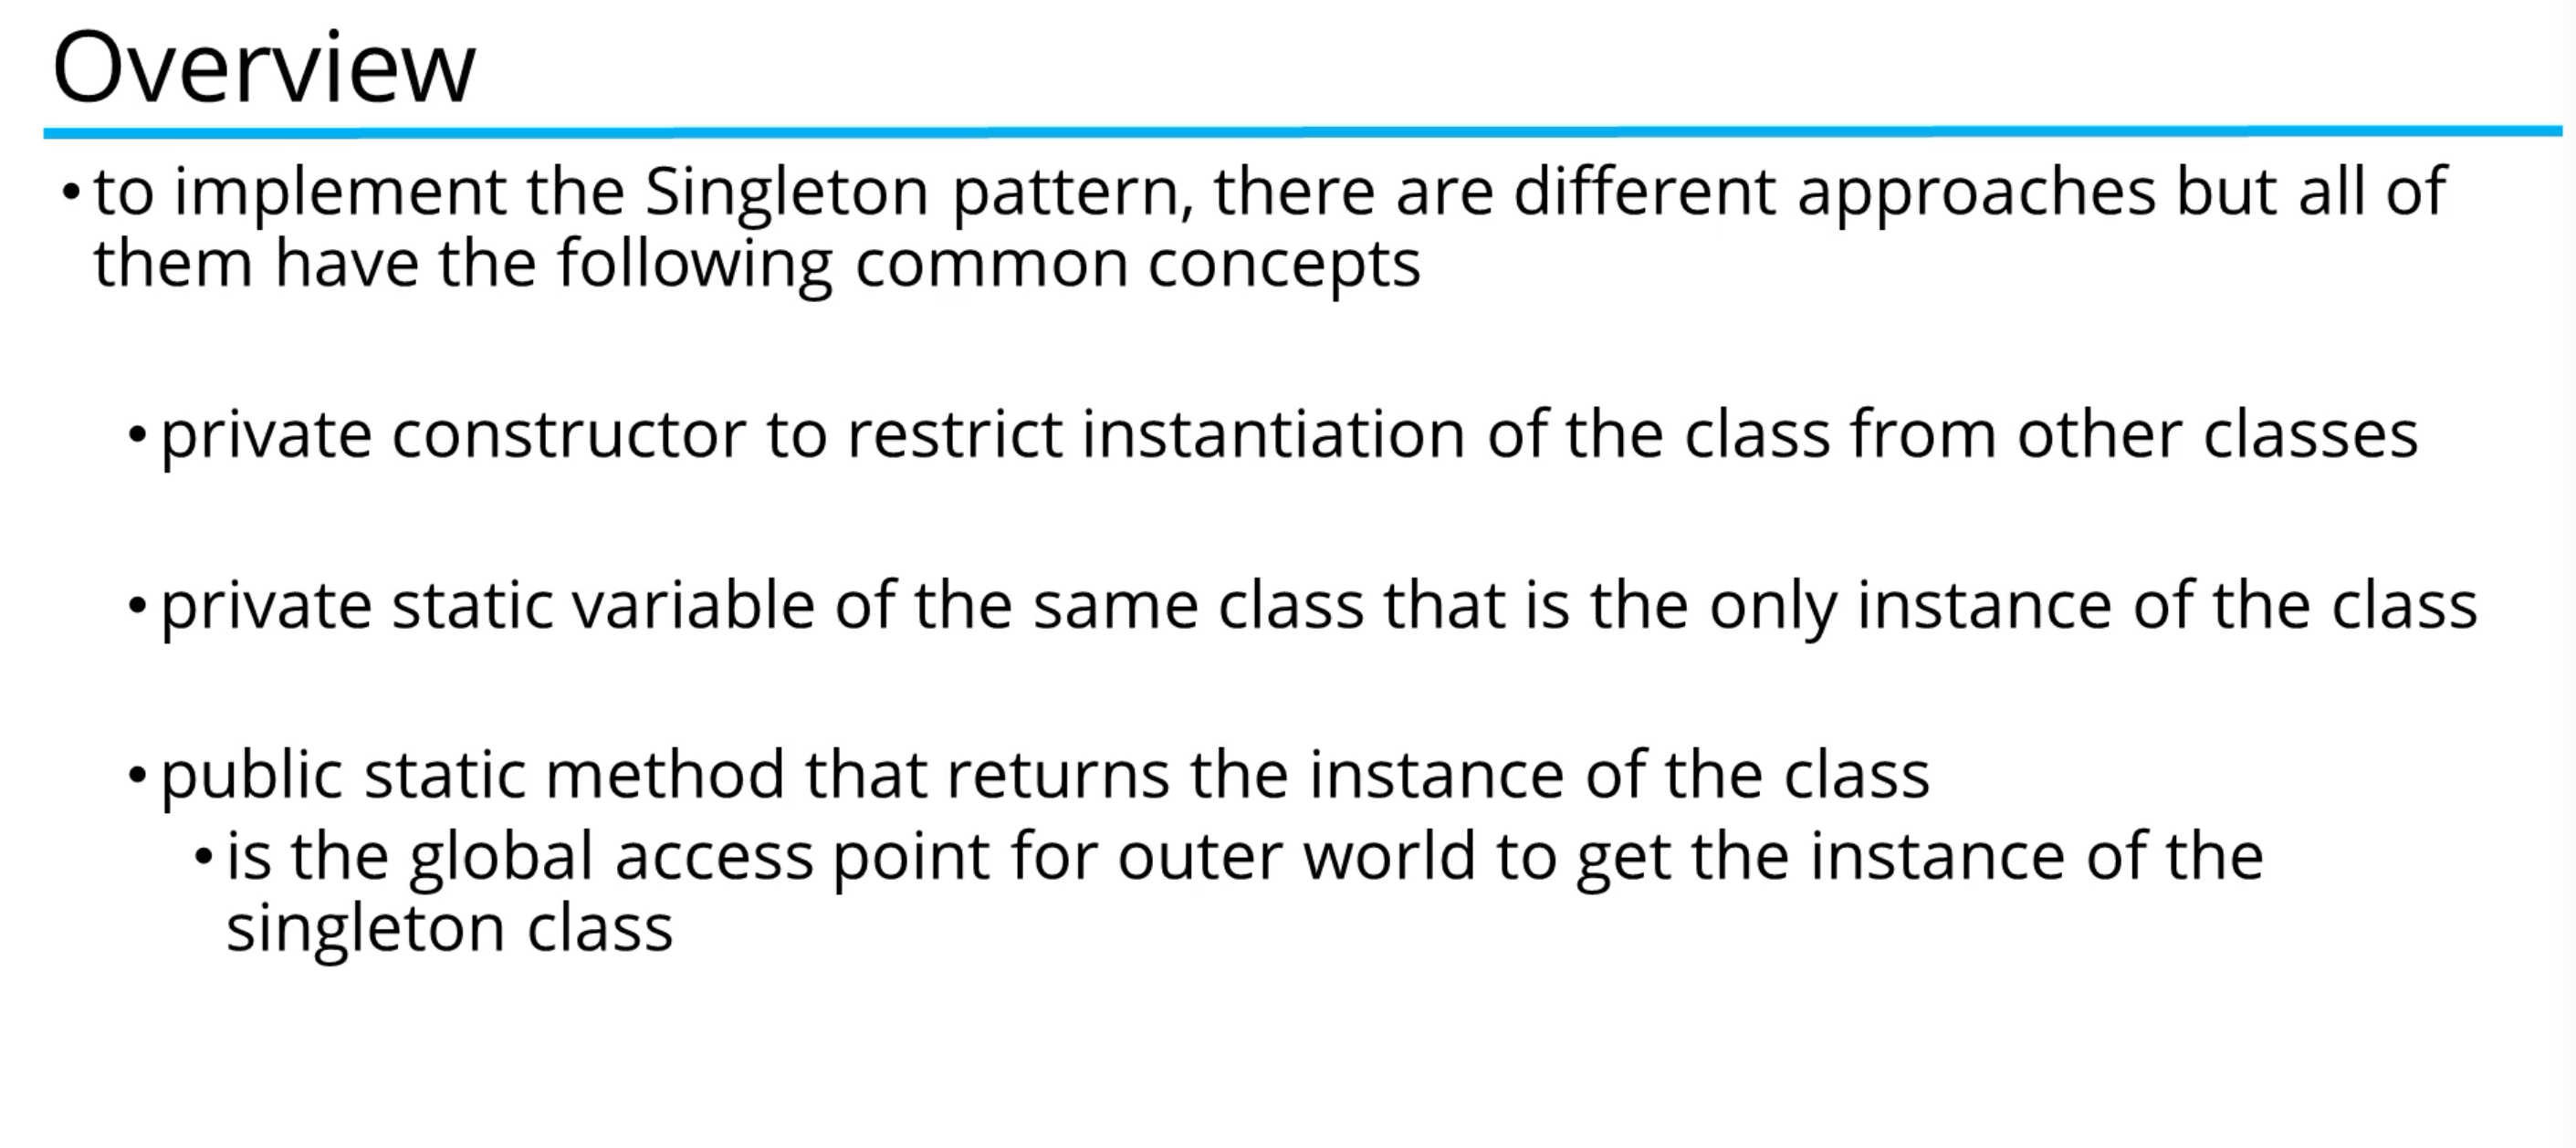 Overview
• to implement the Singleton pattern, there are different approaches but all of
them have the following common concepts
• private constructor to restrict instantiation of the class from other classes
• private static variable of the same class that is the only instance of the class
• public static method that returns the instance of the class
• is the global access point for outer world to get the instance of the
singleton class